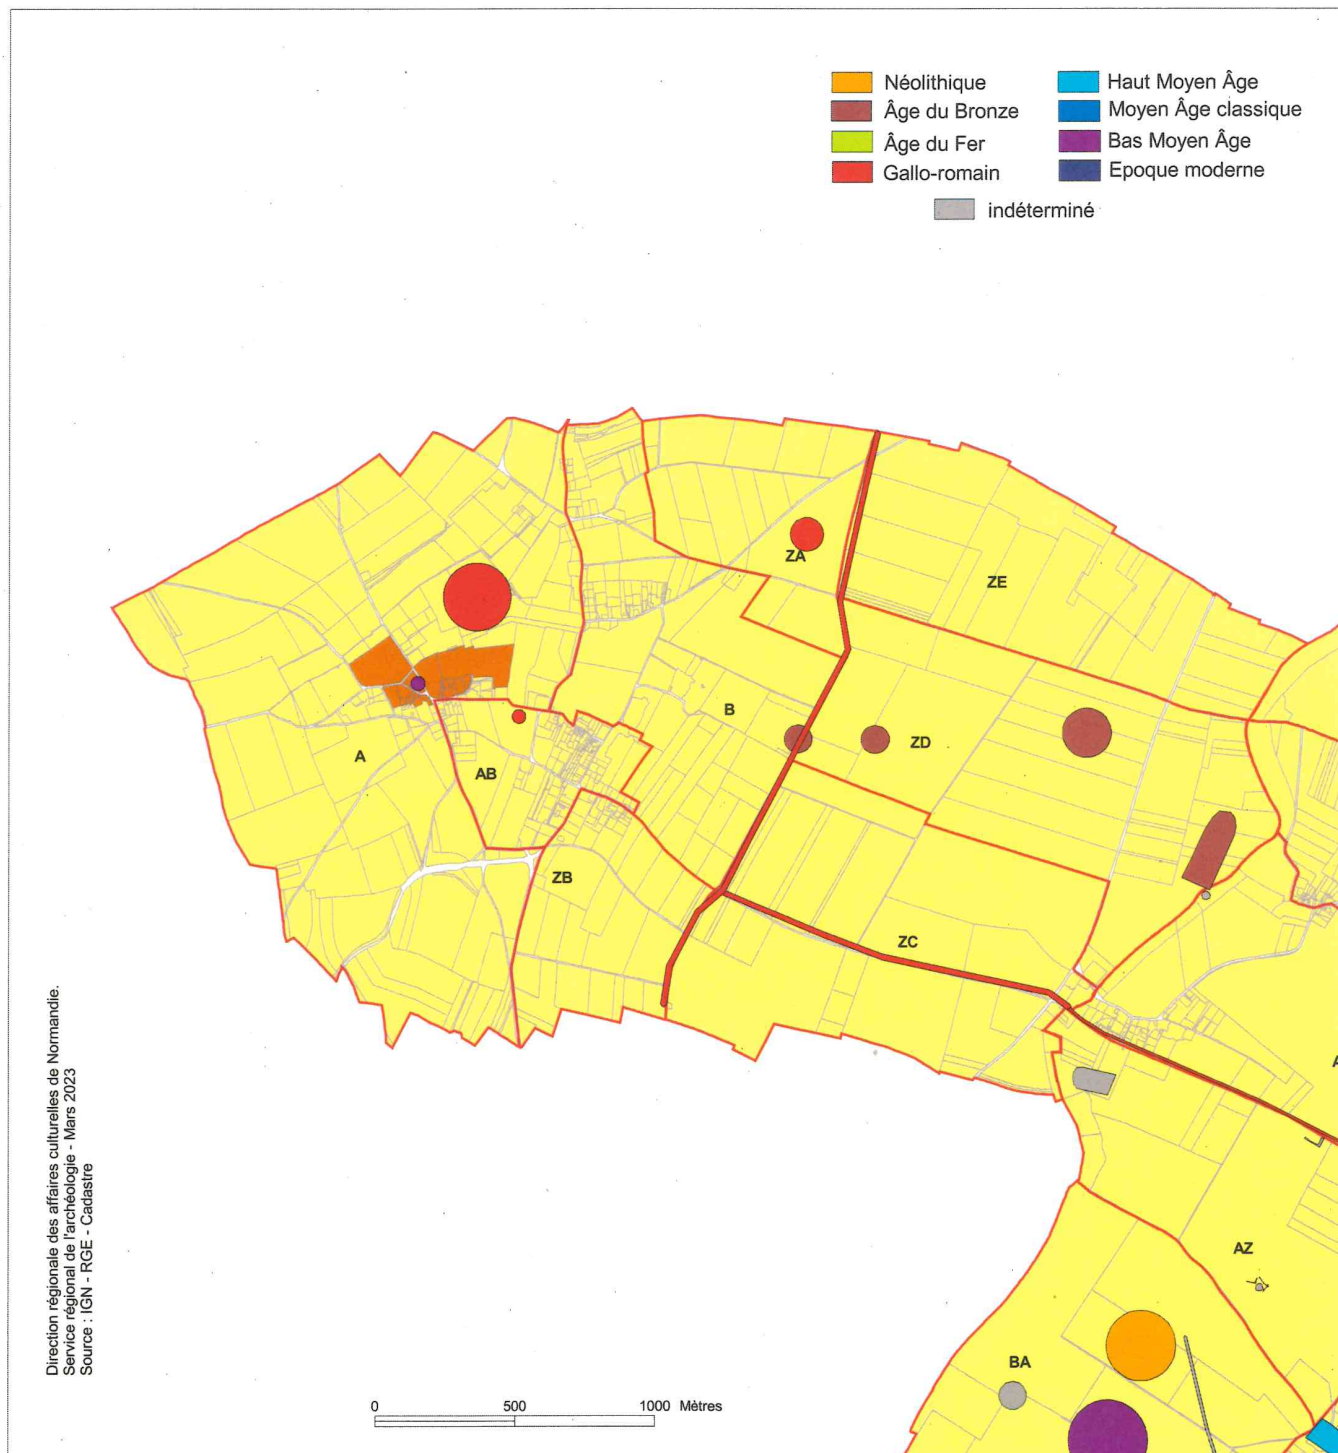 Néolithique
Âge du Bronze
Âge du Fer
Gallo-romain
Haut Moyen Âge
Moyen Âge classique
Bas Moyen Âge
Epoque moderne
indéterminé
ZA
ZE
B
ZD
A
AB
ZB
ZC
AZ
BA
Direction régionale des affaires culturelles de Normandie.
Service régional de l'archéologie - Mars 2023
Source : IGN - RGE - Cadastre
0 500 1000 Mètres